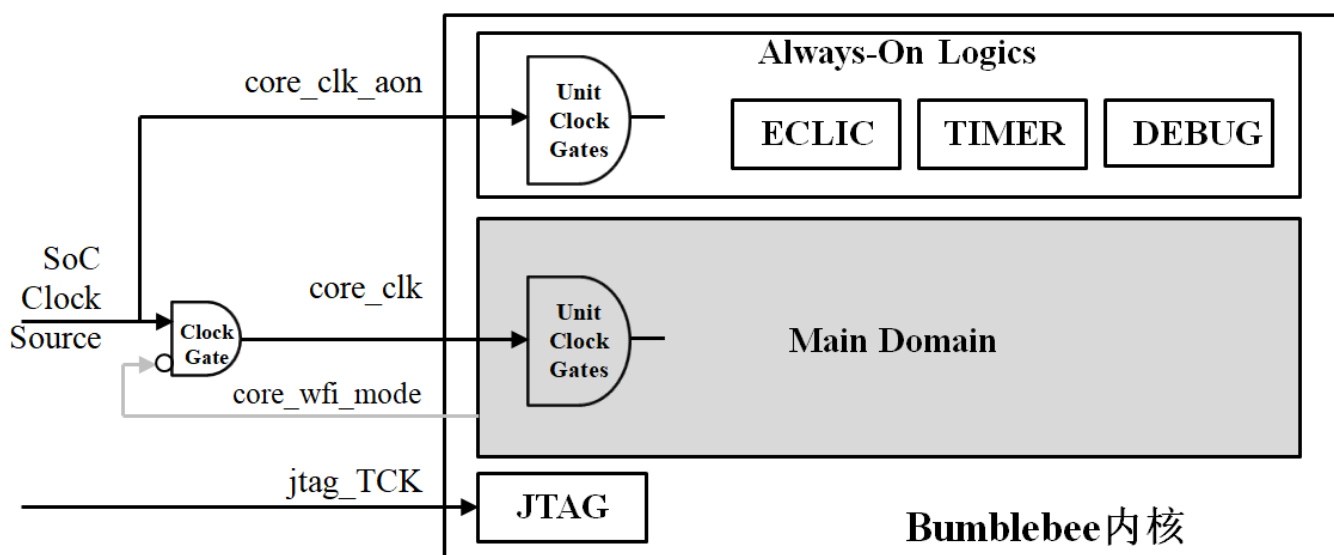 Always-On Logics
core_clk_aon
Unit
Clock
Gates
ECLIC
TIMER
DEBUG
SoC
Clock
Source
Clock
Gate
core_clk
Unit
Clock
Gates
Main Domain
core_wfi_mode
jtag_TCK
JTAG
Bumblebee内核